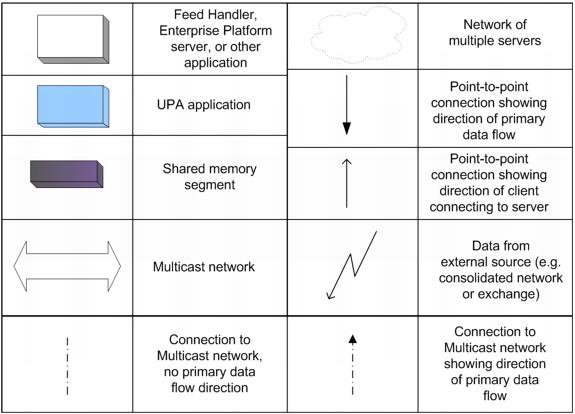 Feed Handler,
Enterprise Platform
server, or other
application
Network of
multiple servers
UPA application
Point-to-point
connection showing
direction of primary
data flow
Shared memory
segment
Point-to-point
connection showing
direction of client
connecting to server
Multicast network
Data from
external source (e.g.
consolidated network
or exchange)
Connection to
Multicast network,
no primary data
flow direction
Connection to
Multicast network
showing direction
of primary data
flow